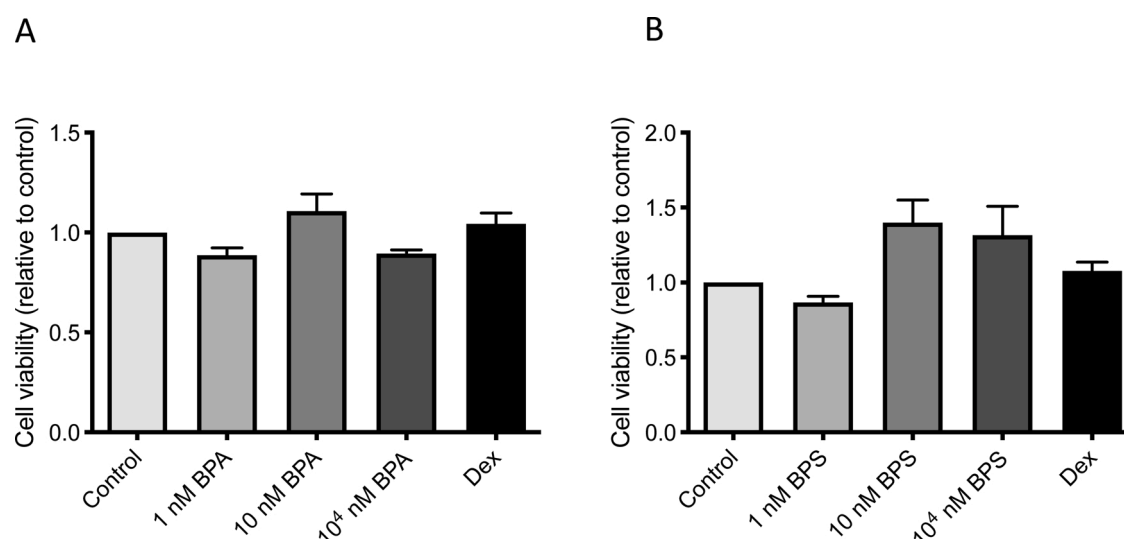 A
Cell viability (relative to control)
1.5
1.0
0.5
0.0
Control
1 nM BPA
10 nM BPA
10⁴ nM BPA
Dex
B
Cell viability (relative to control)
2.0
1.5
1.0
0.5
0.0
Control
1 nM BPS
10 nM BPS
10⁴ nM BPS
Dex